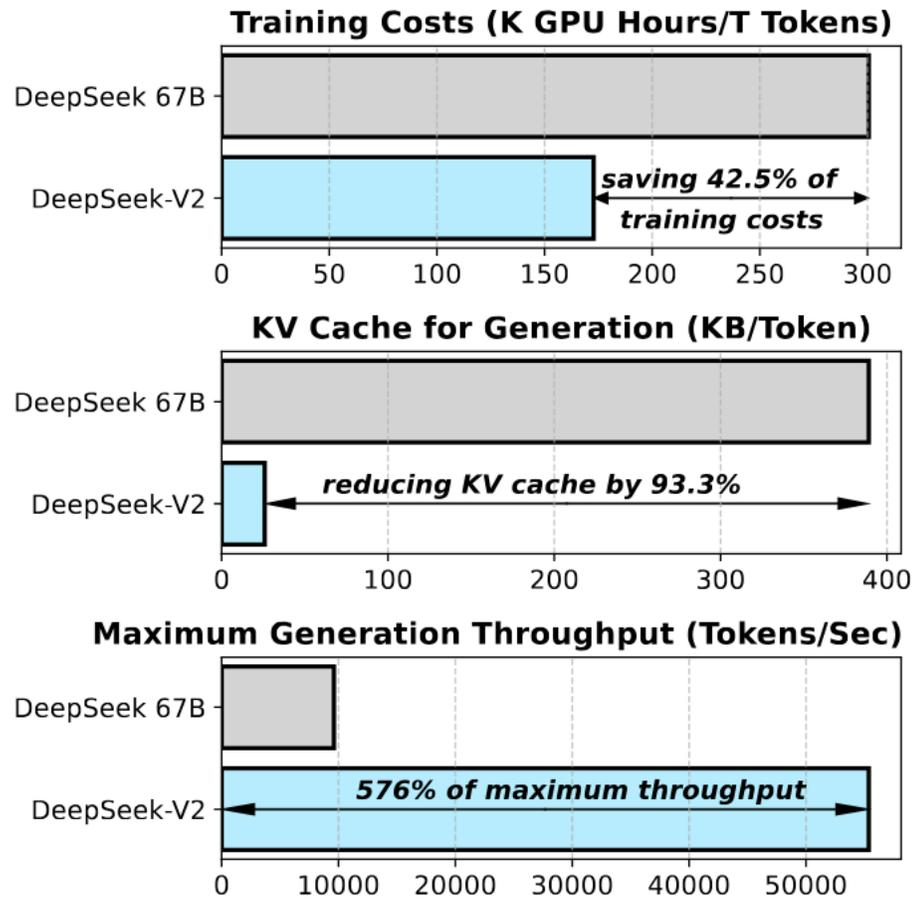 Training Costs (K GPU Hours/T Tokens)
DeepSeek 67B
DeepSeek-V2
saving 42.5% of
training costs
0 50 100 150 200 250 300
KV Cache for Generation (KB/Token)
DeepSeek 67B
reducing KV cache by 93.3%
DeepSeek-V2
0 100 200 300 400
Maximum Generation Throughput (Tokens/Sec)
DeepSeek 67B
576% of maximum throughput
DeepSeek-V2
0 10000 20000 30000 40000 50000